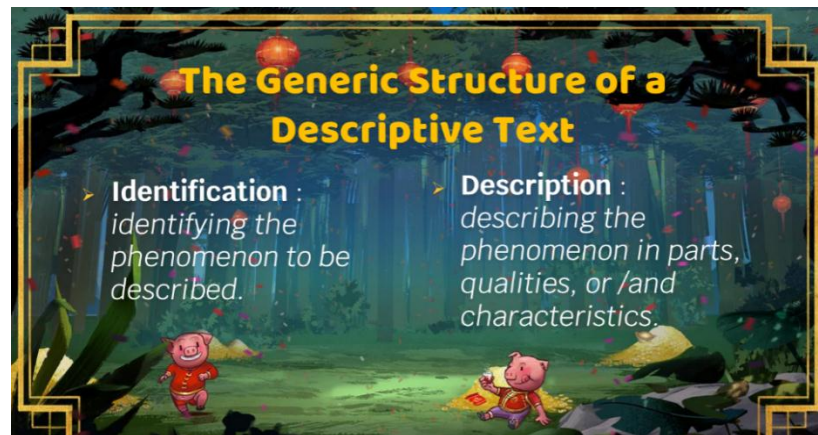 The Generic Structure of a
Descriptive Text
Identification :
identifying the
phenomenon to be
described.
Description :
describing the
phenomenon in parts,
qualities, or /and
characteristics.